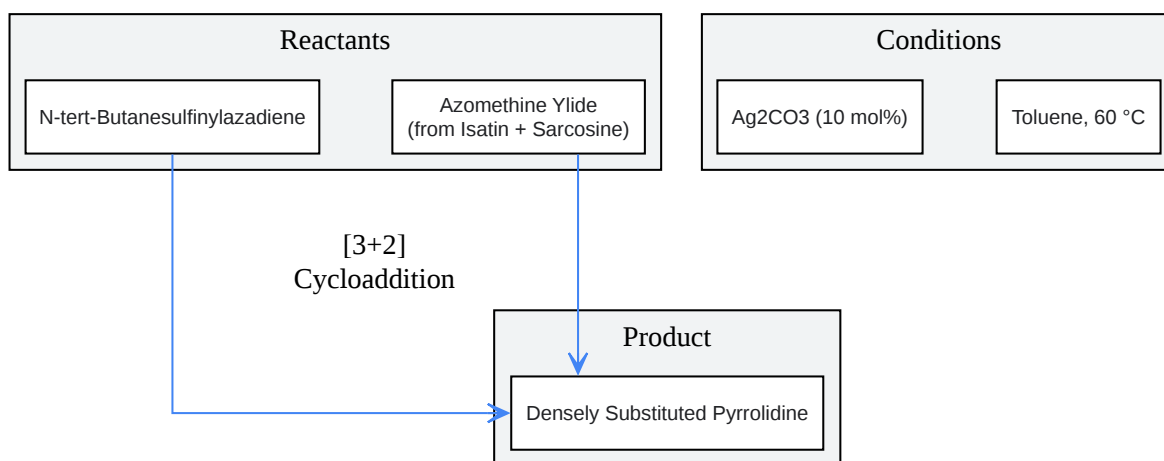 Reactants
N-tert-Butanesulfinylazadiene
Azomethine Ylide
(from Isatin + Sarcosine)
Conditions
Ag2CO3 (10 mol%)
Toluene, 60 °C
[3+2]
Cycloaddition
Product
Densely Substituted Pyrrolidine